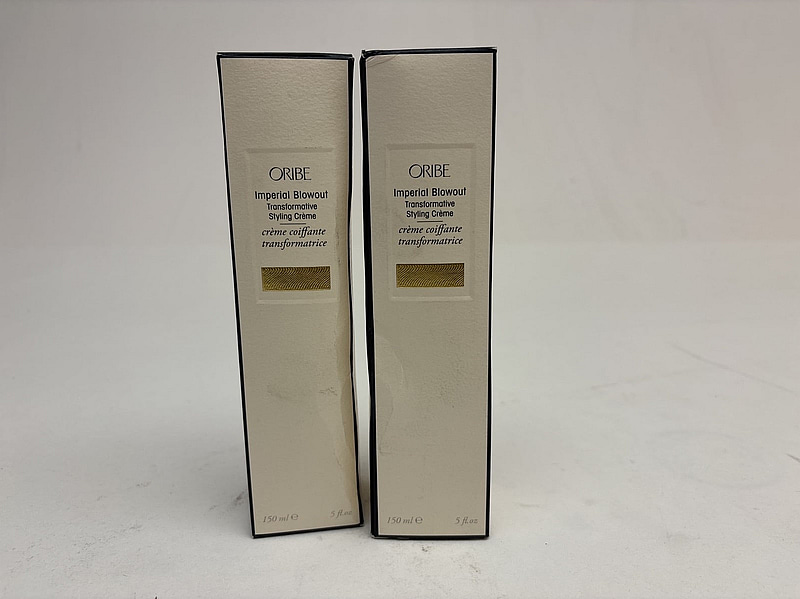 ORIBE
Imperial Blowout
Transformative
Styling Crème
crème coiffante
transformatrice
150 ml ℮ 5 fl.oz
ORIBE
Imperial Blowout
Transformative
Styling Crème
crème coiffante
transformatrice
150 ml ℮ 5 fl.oz